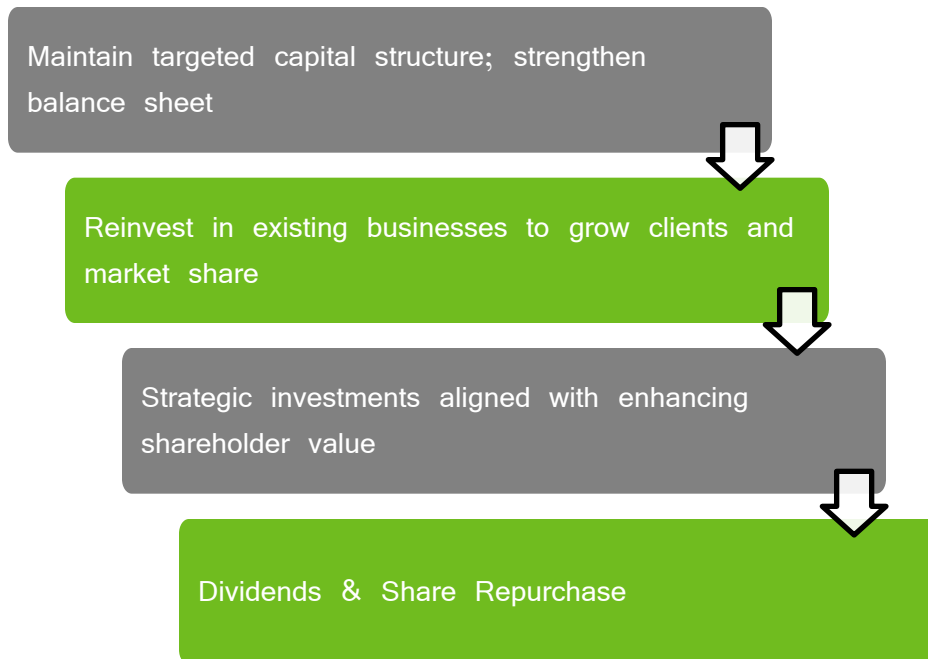 Maintain targeted capital structure; strengthen
balance sheet
Reinvest in existing businesses to grow clients and
market share
Strategic investments aligned with enhancing
shareholder value
Dividends & Share Repurchase